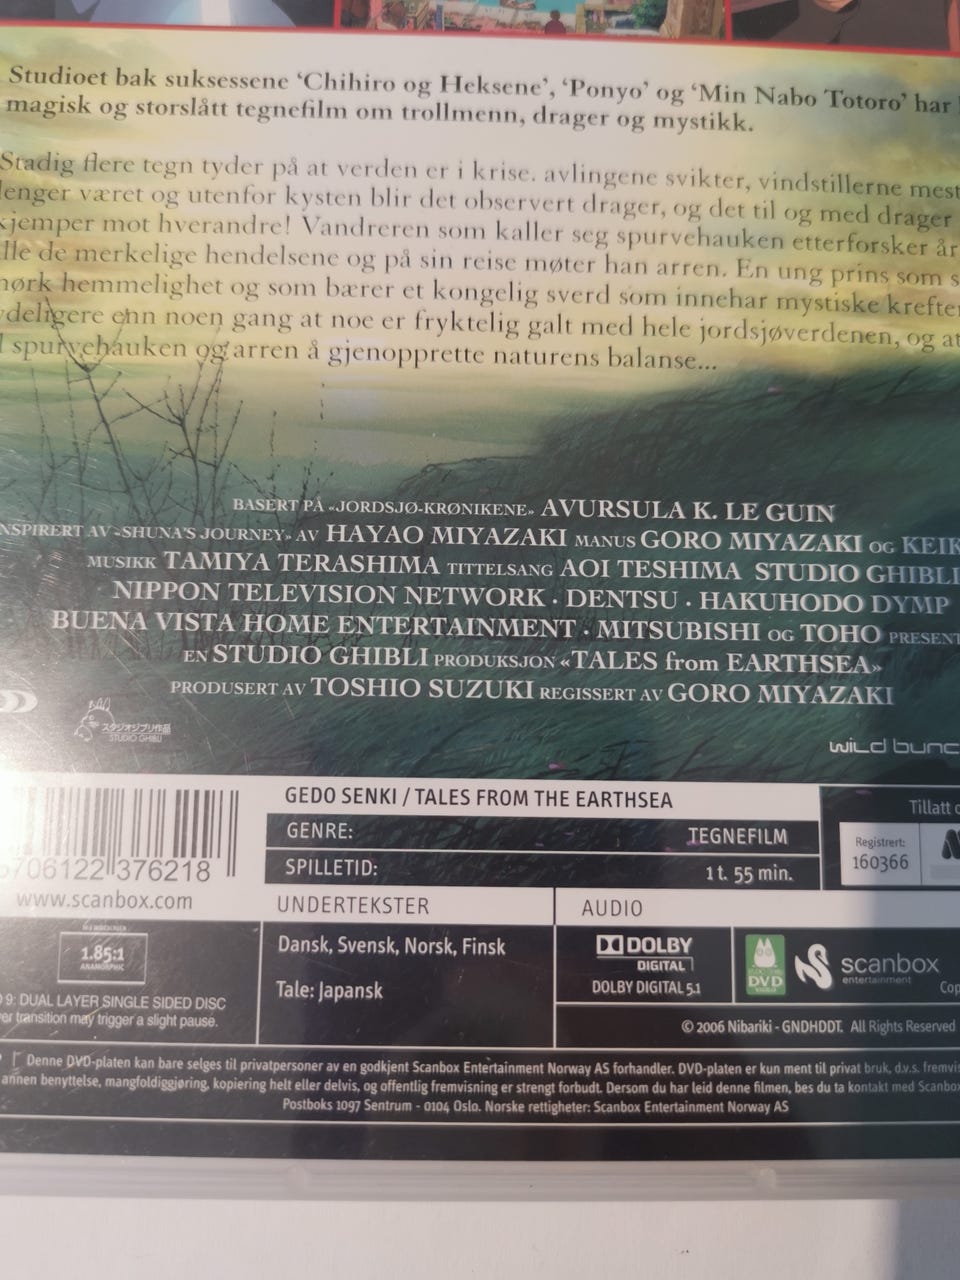 Studioet bak suksessene ‘Chihiro og Heksene’, ‘Ponyo’ og ‘Min Nabo Totoro’ har
magisk og storslått tegnefilm om trollmenn, drager og mystikk.
Stadig flere tegn tyder på at verden er i krise. avlingene svikter, vindstillerne mest
lenger været og utenfor kysten blir det observert drager, og det til og med drager
kjemper mot hverandre! Vandreren som kaller seg spurvehauken etterforsker år
lle de merkelige hendelsene og på sin reise møter han arren. En ung prins som s
ørk hemmelighet og som bærer et kongelig sverd som innehar mystiske krefter
ydeligere enn noen gang at noe er fryktelig galt med hele jordsjøverdenen, og at
l spurvehauken og arren å gjenopprette naturens balanse...
BASERT PÅ «JORDSJØ-KRØNIKENE» AVURSULA K. LE GUIN
NSPIRERT AV «SHUNA'S JOURNEY» AV HAYAO MIYAZAKI MANUS GORO MIYAZAKI OG KEIK
MUSIKK TAMIYA TERASHIMA TITTELSANG AOI TESHIMA STUDIO GHIBLI
NIPPON TELEVISION NETWORK · DENTSU · HAKUHODO DYMP
BUENA VISTA HOME ENTERTAINMENT · MITSUBISHI OG TOHO PRESENT
EN STUDIO GHIBLI PRODUKSJON «TALES from EARTHSEA»
PRODUSERT AV TOSHIO SUZUKI REGISSERT AV GORO MIYAZAKI
スタジオジブリ作品
STUDIO GHIBLI
wild bunc
GEDO SENKI / TALES FROM THE EARTHSEA
GENRE: TEGNEFILM
SPILLETID: 1 t. 55 min.
Tillatt
Registrert:
160366
5706122 376218
www.scanbox.com
UNDERTEKSTER
AUDIO
1.85:1
ANAMORPHIC
Dansk, Svensk, Norsk, Finsk
Tale: Japansk
DOLBY
DIGITAL
DOLBY DIGITAL 5.1
STUDIO GHIBLI
DVD
VIDEO
scanbox
entertainment
Cop
9: DUAL LAYER SINGLE SIDED DISC
er transition may trigger a slight pause.
© 2006 Nibariki - GNDHDDT. All Rights Reserved
Denne DVD-platen kan bare selges til privatpersoner av en godkjent Scanbox Entertainment Norway AS forhandler. DVD-platen er kun ment til privat bruk, d.v.s. fremvis
annen benyttelse, mangfoldiggjøring, kopiering helt eller delvis, og offentlig fremvisning er strengt forbudt. Dersom du har leid denne filmen, bes du ta kontakt med Scanbox
Postboks 1097 Sentrum - 0104 Oslo. Norske rettigheter: Scanbox Entertainment Norway AS